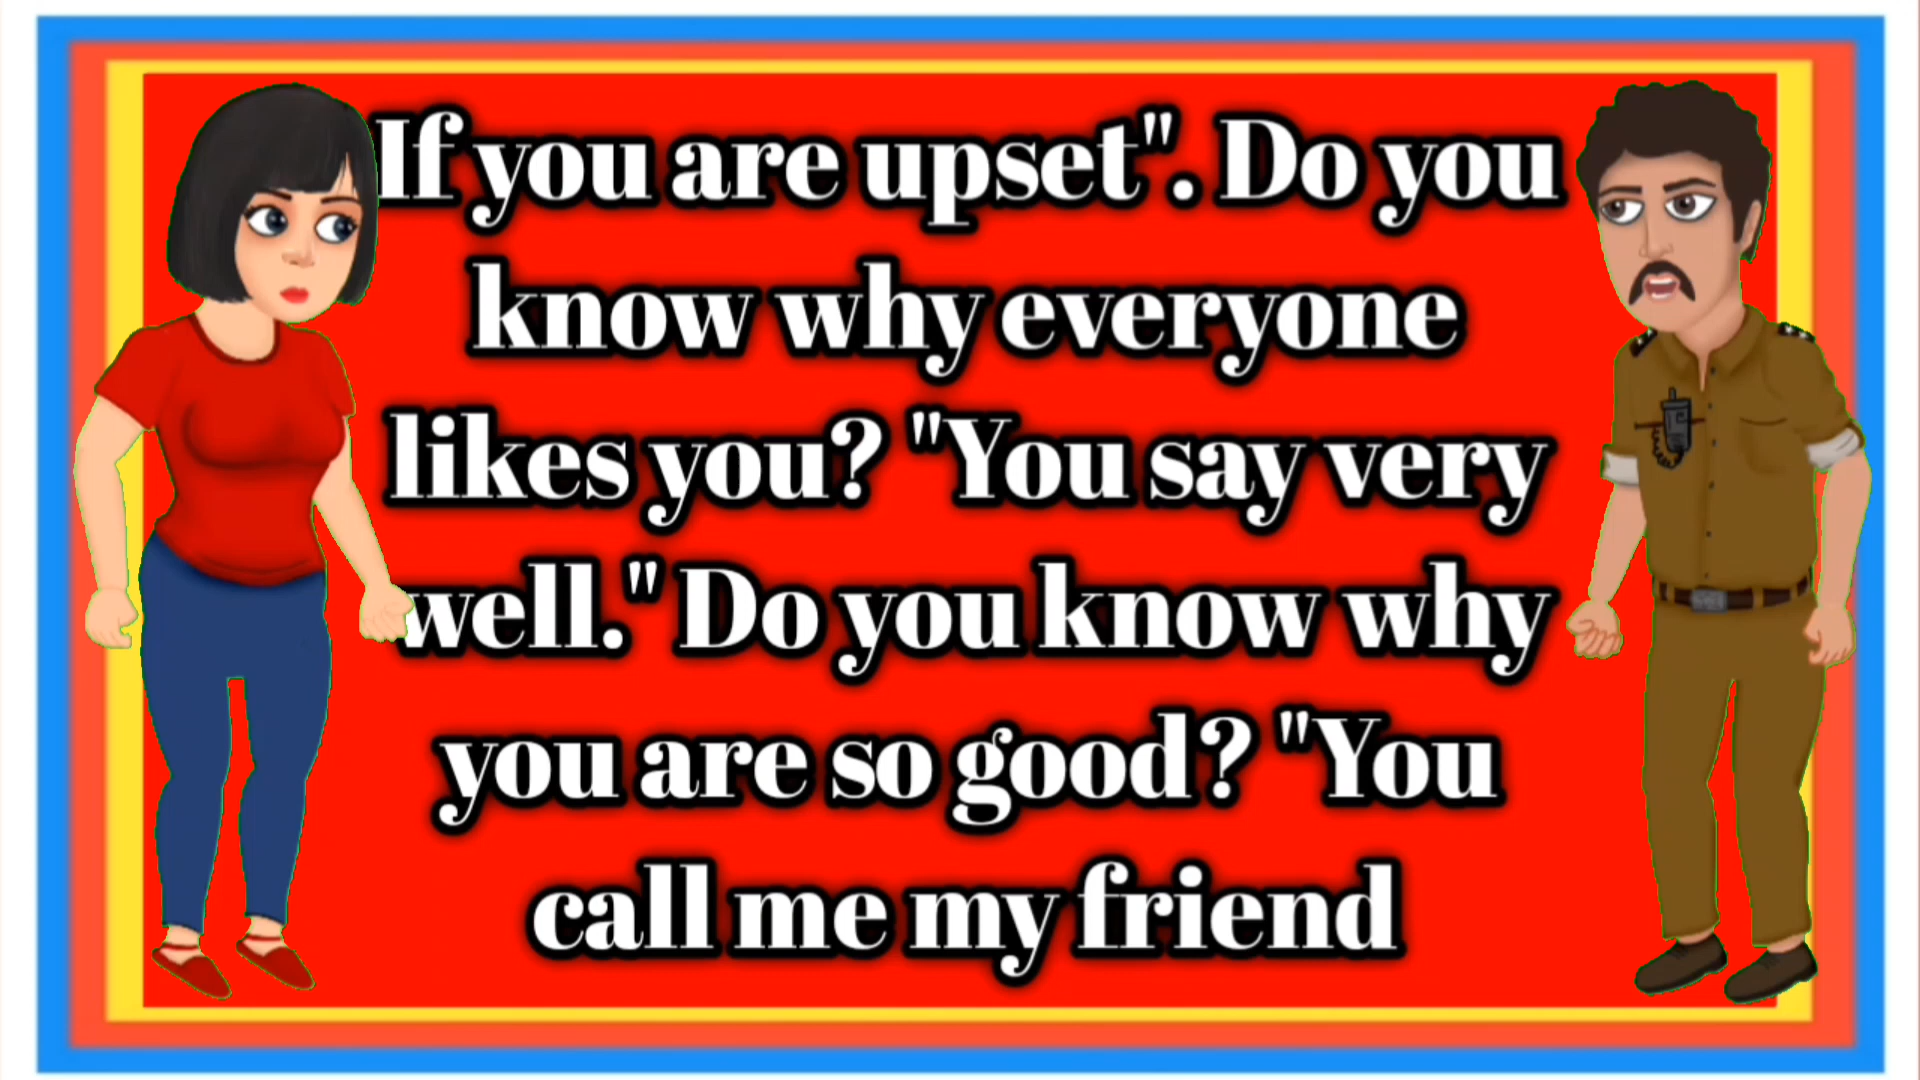 If you are upset". Do you
know why everyone
likes you? "You say very
well." Do you know why
you are so good? "You
call me my friend